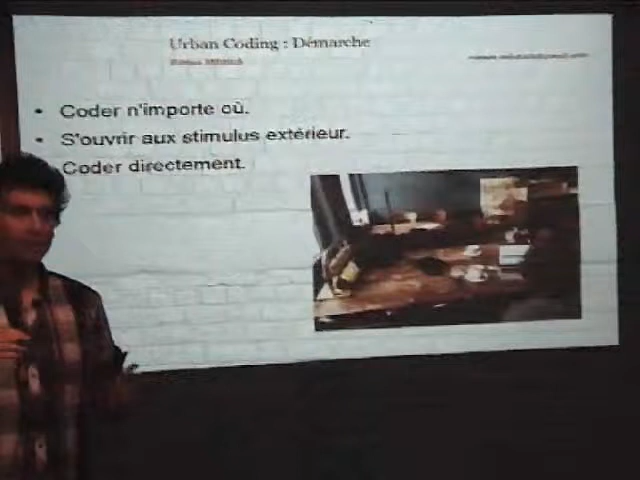 Urban Coding : Démarche
• Coder n'importe où.
• S'ouvrir aux stimulus extérieur.
Coder directement.